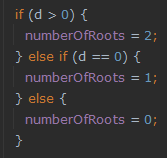 if (d > 0) {
numberOfRoots = 2;
} else if (d == 0) {
numberOfRoots = 1;
} else {
numberOfRoots = 0;
}